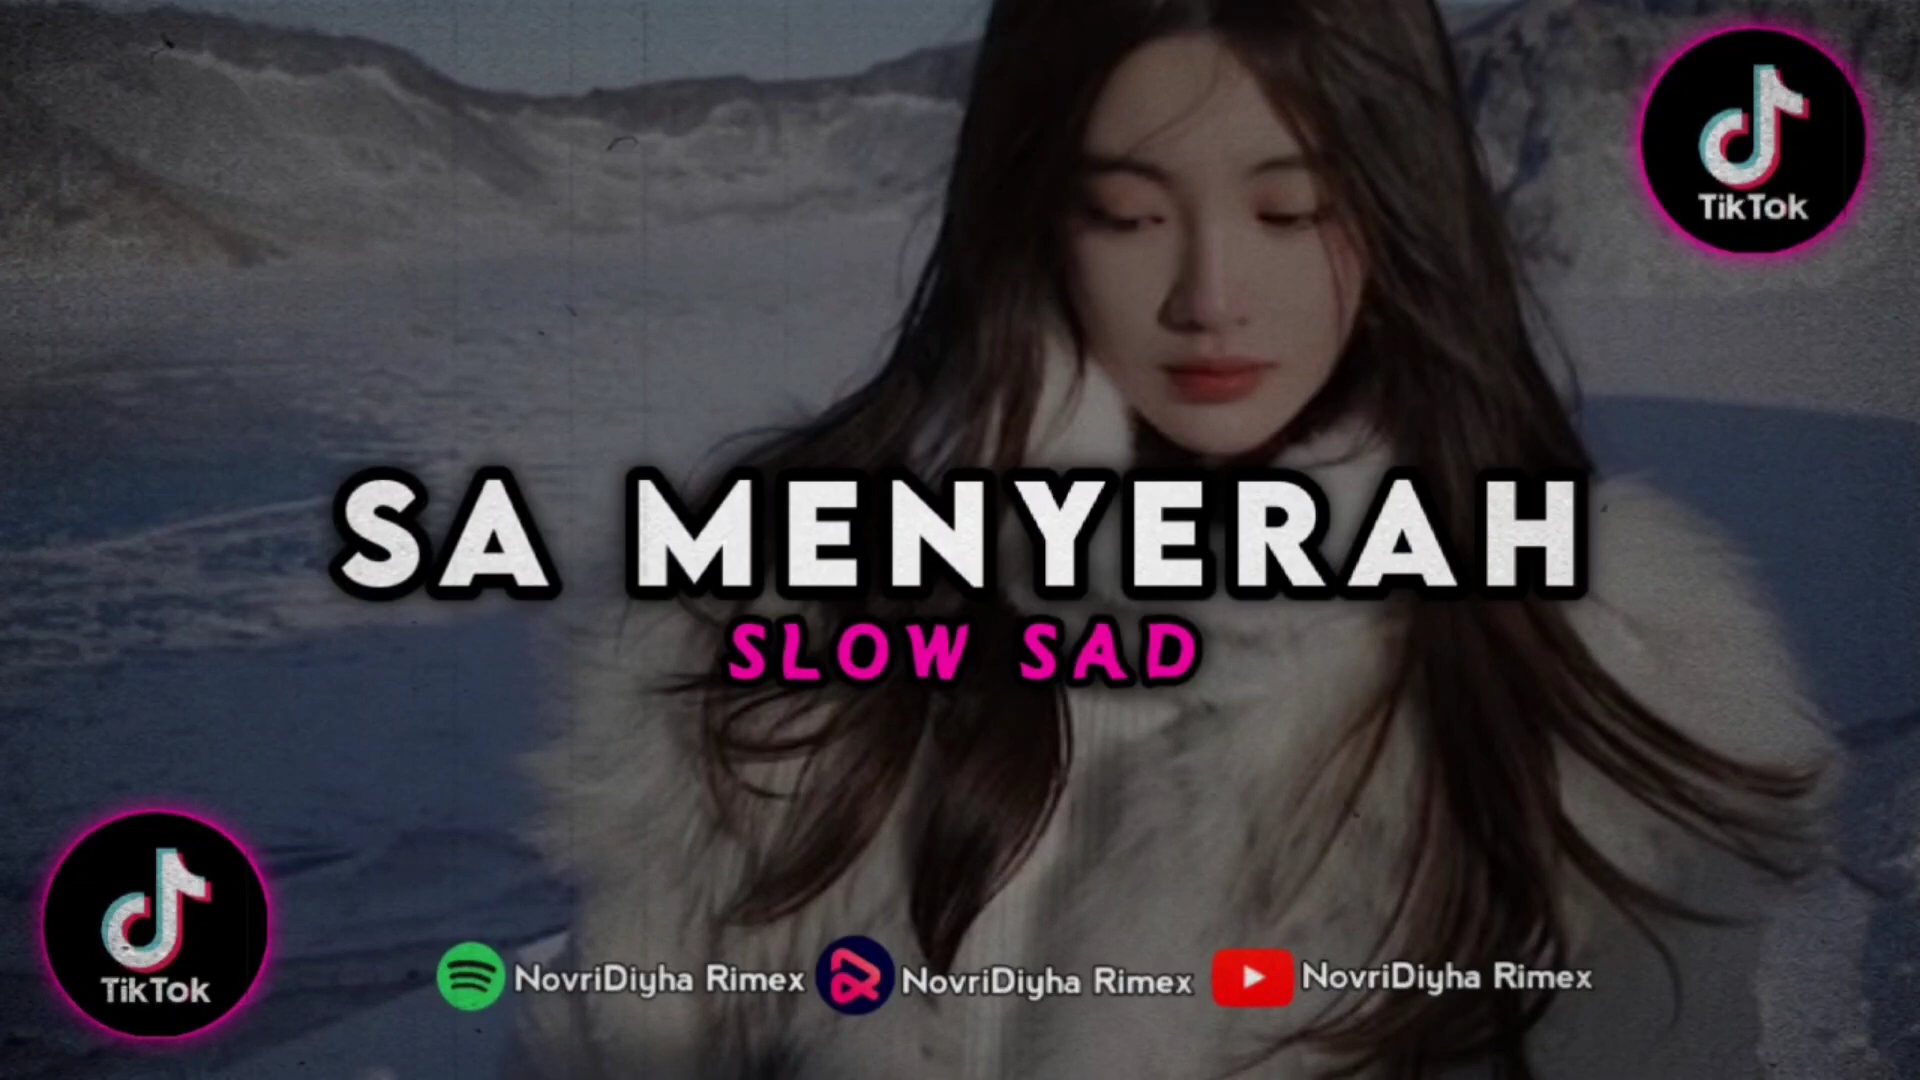 TikTok
SA MENYERAH
SLOW SAD
TikTok
NovriDiyha Rimex NovriDiyha Rimex NovriDiyha Rimex